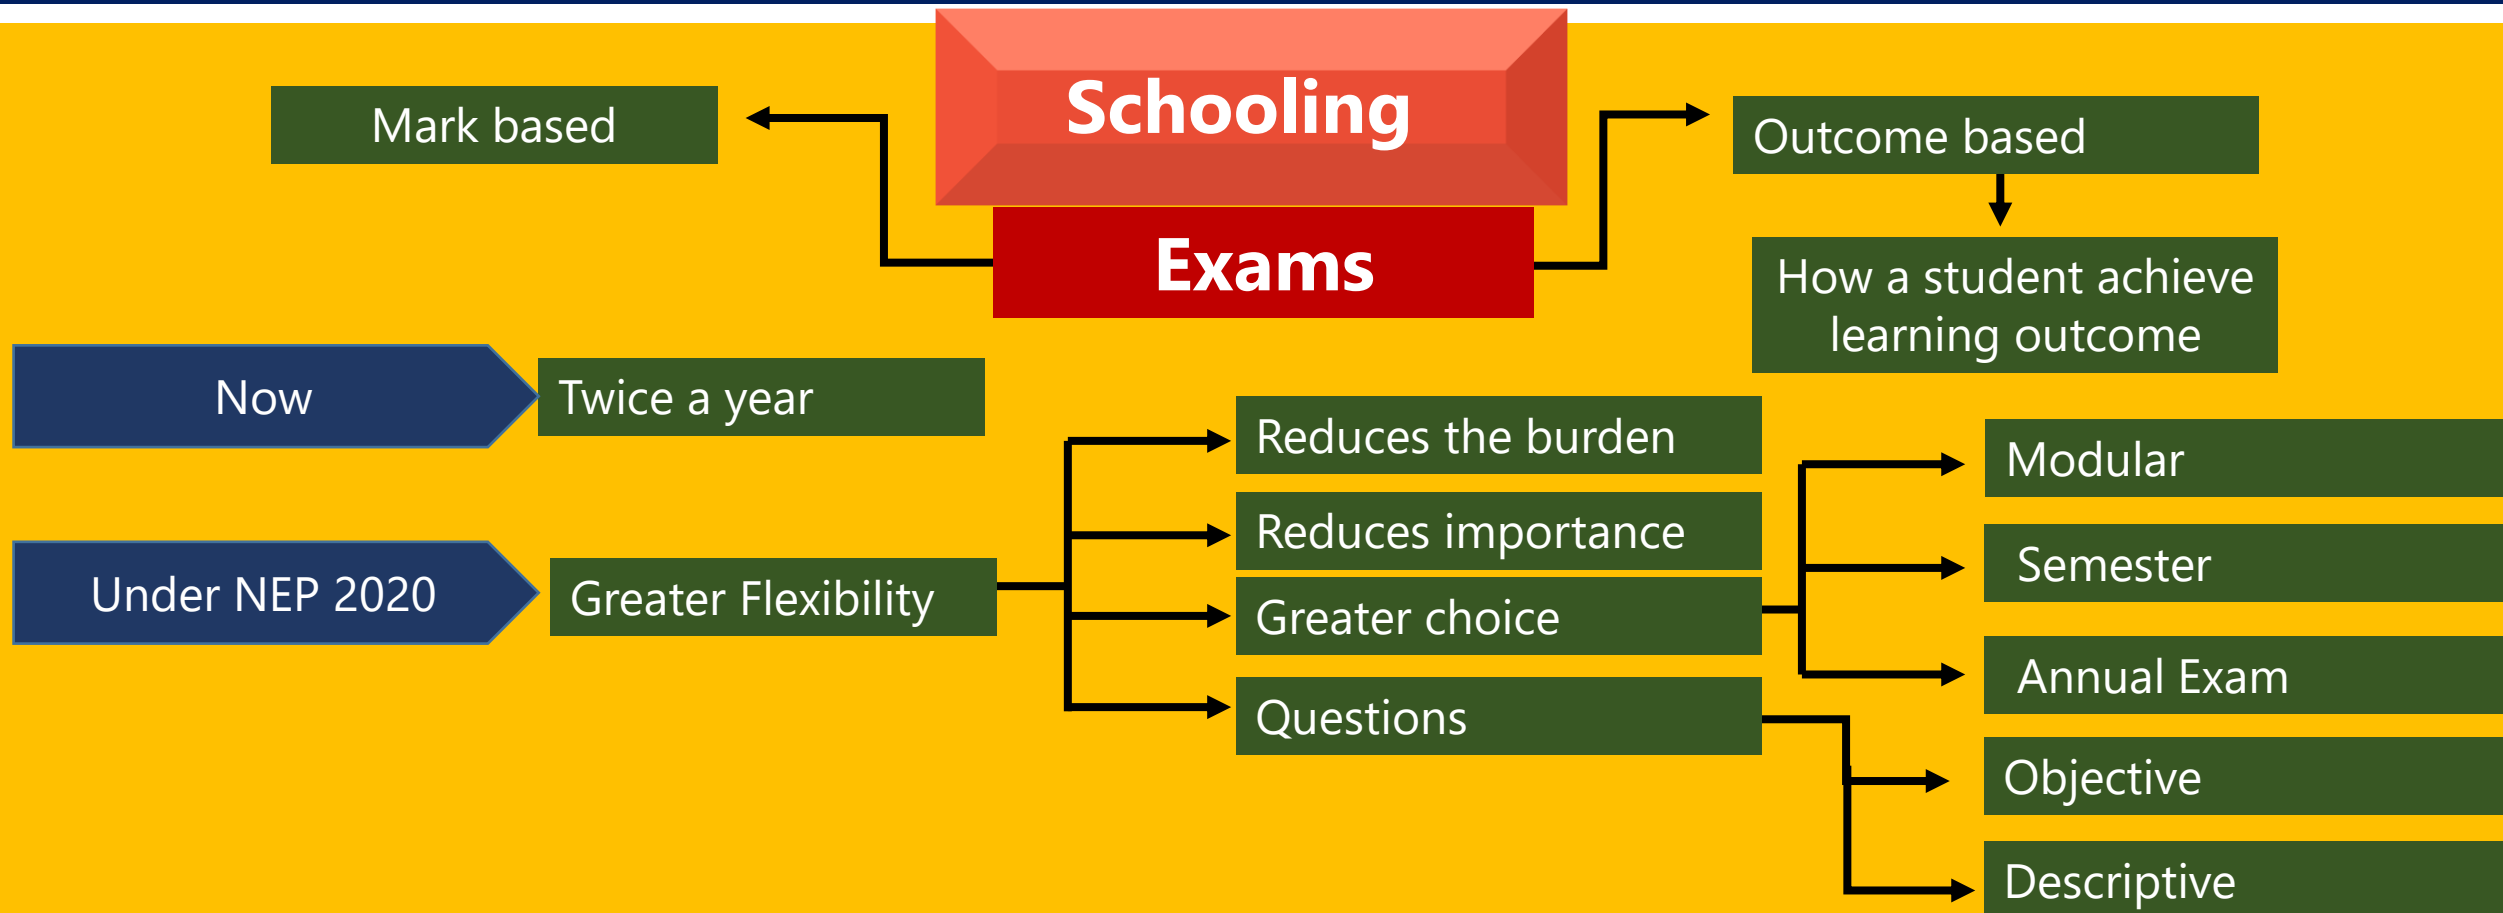 Schooling
Mark based
Outcome based
Exams
How a student achieve
learning outcome
Now
Twice a year
Reduces the burden
Modular
Reduces importance
Semester
Under NEP 2020
Greater Flexibility
Greater choice
Annual Exam
Questions
Objective
Descriptive